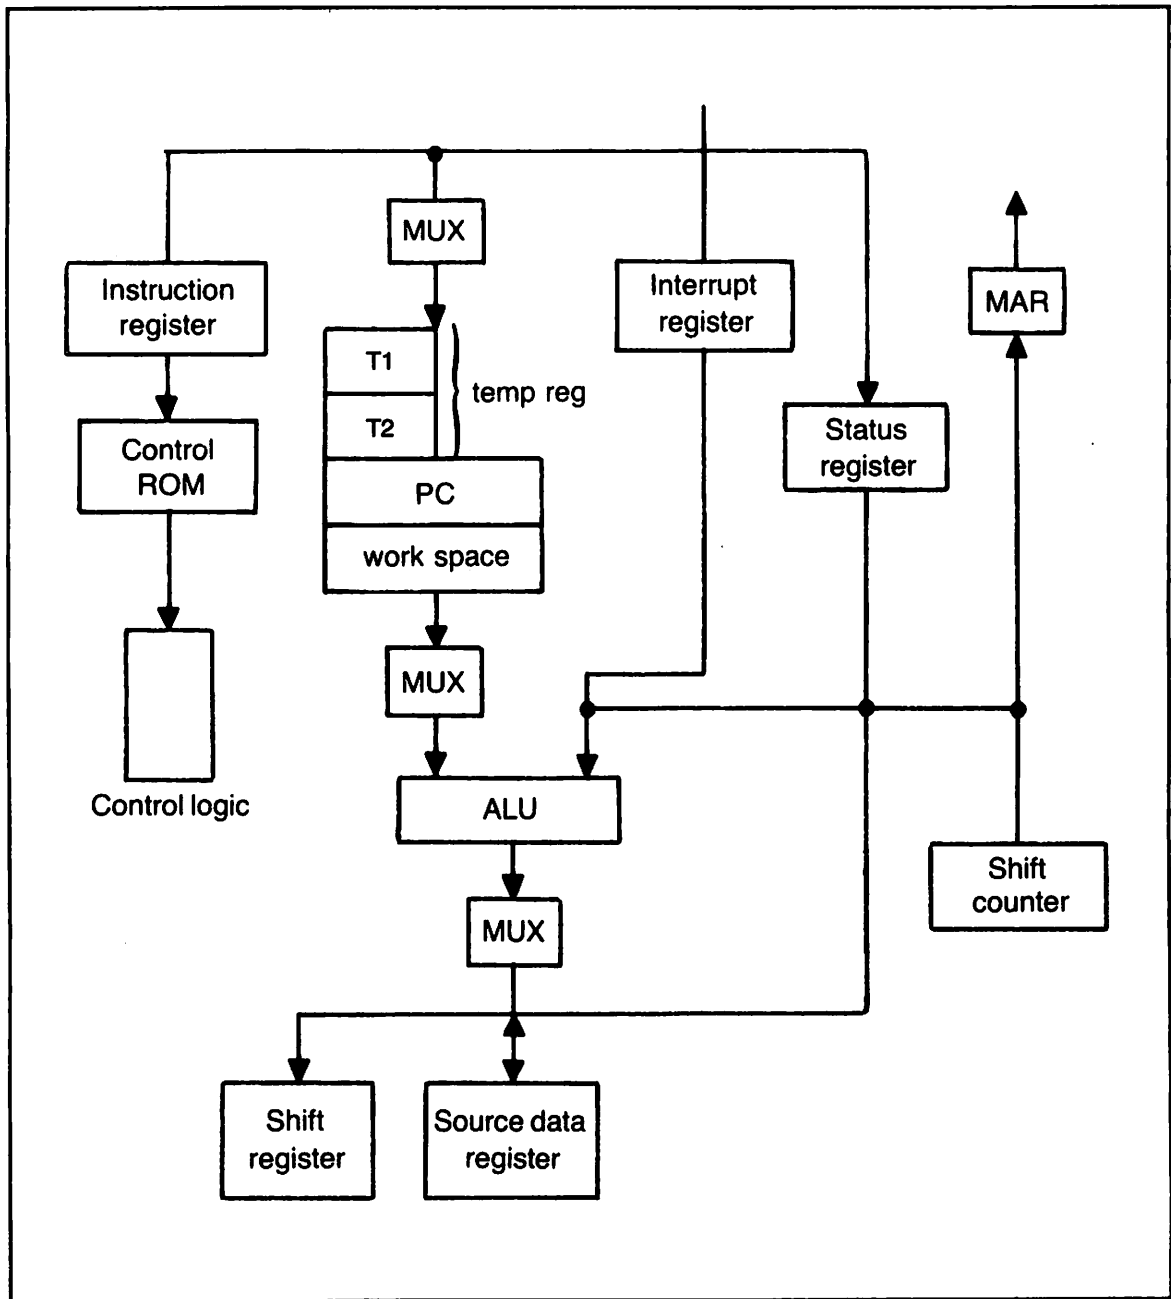 MUX
Instruction
register
Interrupt
register
MAR
T1
temp reg
T2
Status
register
Control
ROM
PC
work space
MUX
Control logic
ALU
Shift
counter
MUX
Shift
register
Source data
register